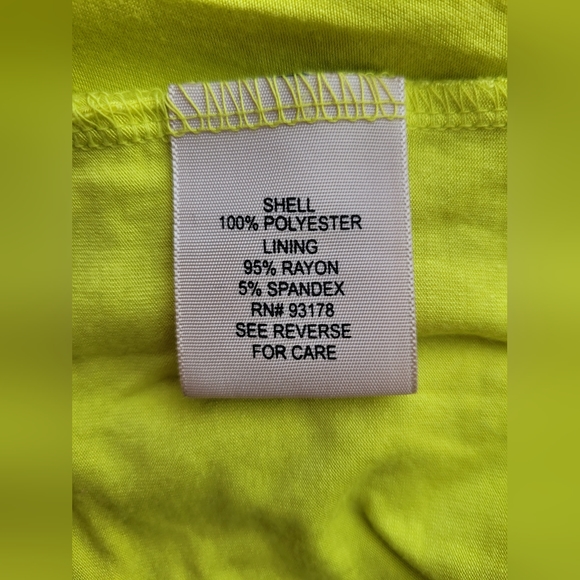 SHELL
100% POLYESTER
LINING
95% RAYON
5% SPANDEX
RN# 93178
SEE REVERSE
FOR CARE